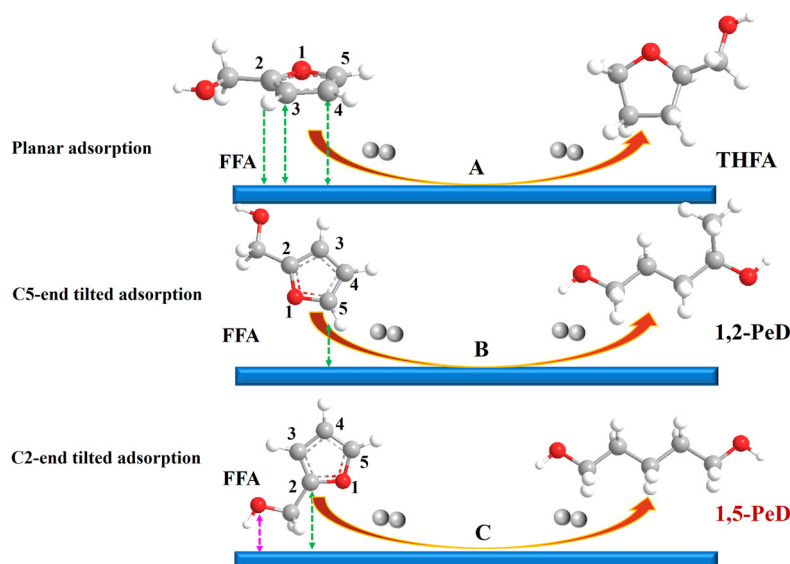 1
2
5
3
4
Planar adsorption
FFA
A
THFA
2
3
4
C5-end tilted adsorption
1
5
FFA
B
1,2-PeD
4
3
C2-end tilted adsorption
5
FFA
2
1
C
1,5-PeD